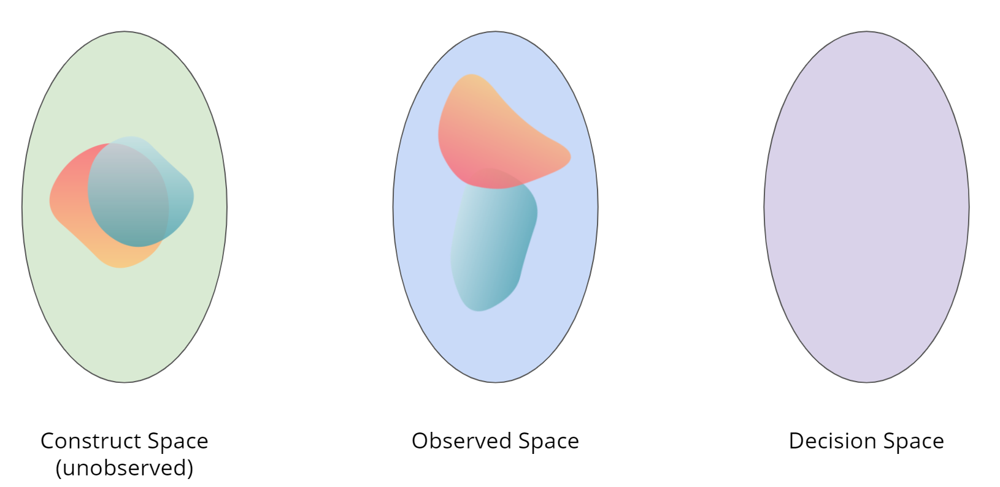 Construct Space
(unobserved)
Observed Space
Decision Space